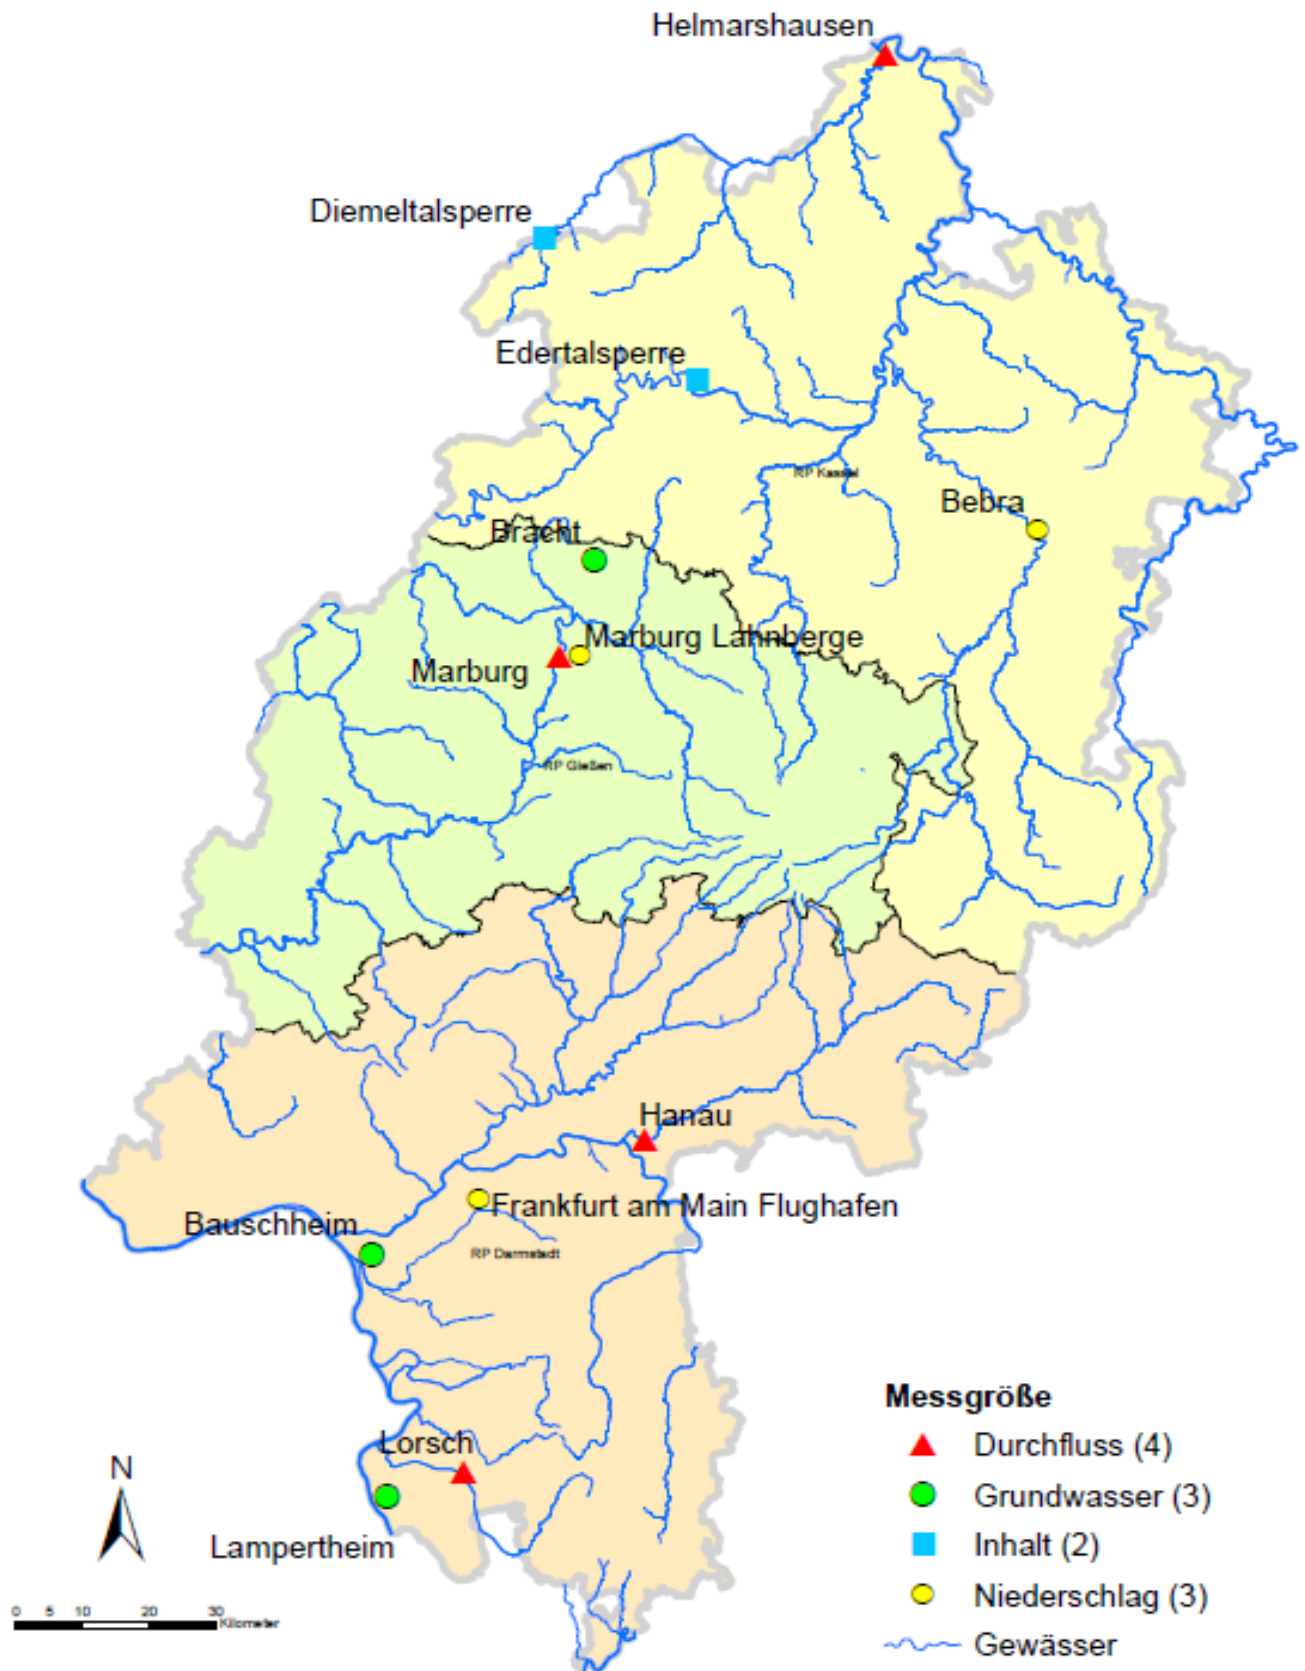 Helmarshausen
Diemeltalsperre
Edertalsperre
RP Kassel
Bebra
Bracht
Marburg Lahnberge
Marburg
RP Gießen
Hanau
Frankfurt am Main Flughafen
Bauschheim
RP Darmstadt
Lorsch
Lampertheim
N
0 5 10 20 30
Kilometer
Messgröße
Durchfluss (4)
Grundwasser (3)
Inhalt (2)
Niederschlag (3)
Gewässer